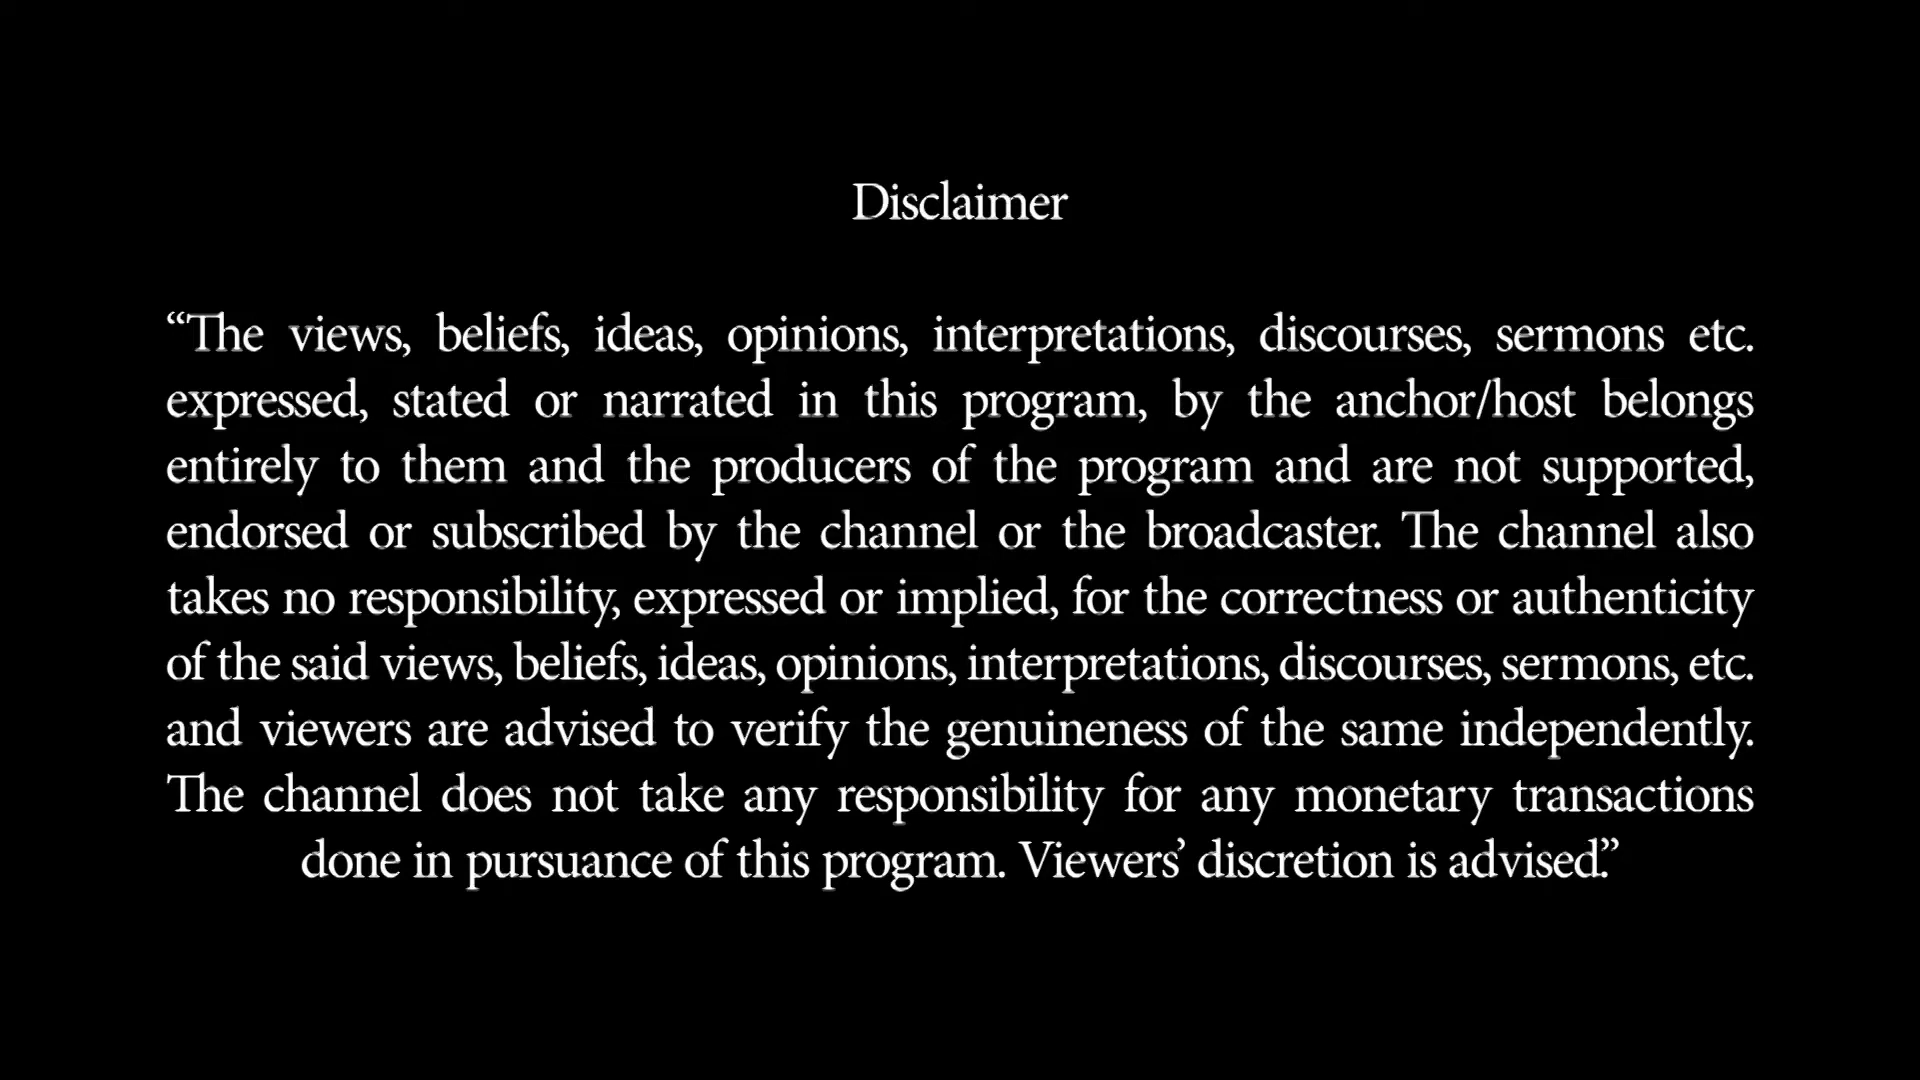 Disclaimer
“The views, beliefs, ideas, opinions, interpretations, discourses, sermons etc.
expressed, stated or narrated in this program, by the anchor/host belongs
entirely to them and the producers of the program and are not supported,
endorsed or subscribed by the channel or the broadcaster. The channel also
takes no responsibility, expressed or implied, for the correctness or authenticity
of the said views, beliefs, ideas, opinions, interpretations, discourses, sermons, etc.
and viewers are advised to verify the genuineness of the same independently.
The channel does not take any responsibility for any monetary transactions
done in pursuance of this program. Viewers’ discretion is advised.”